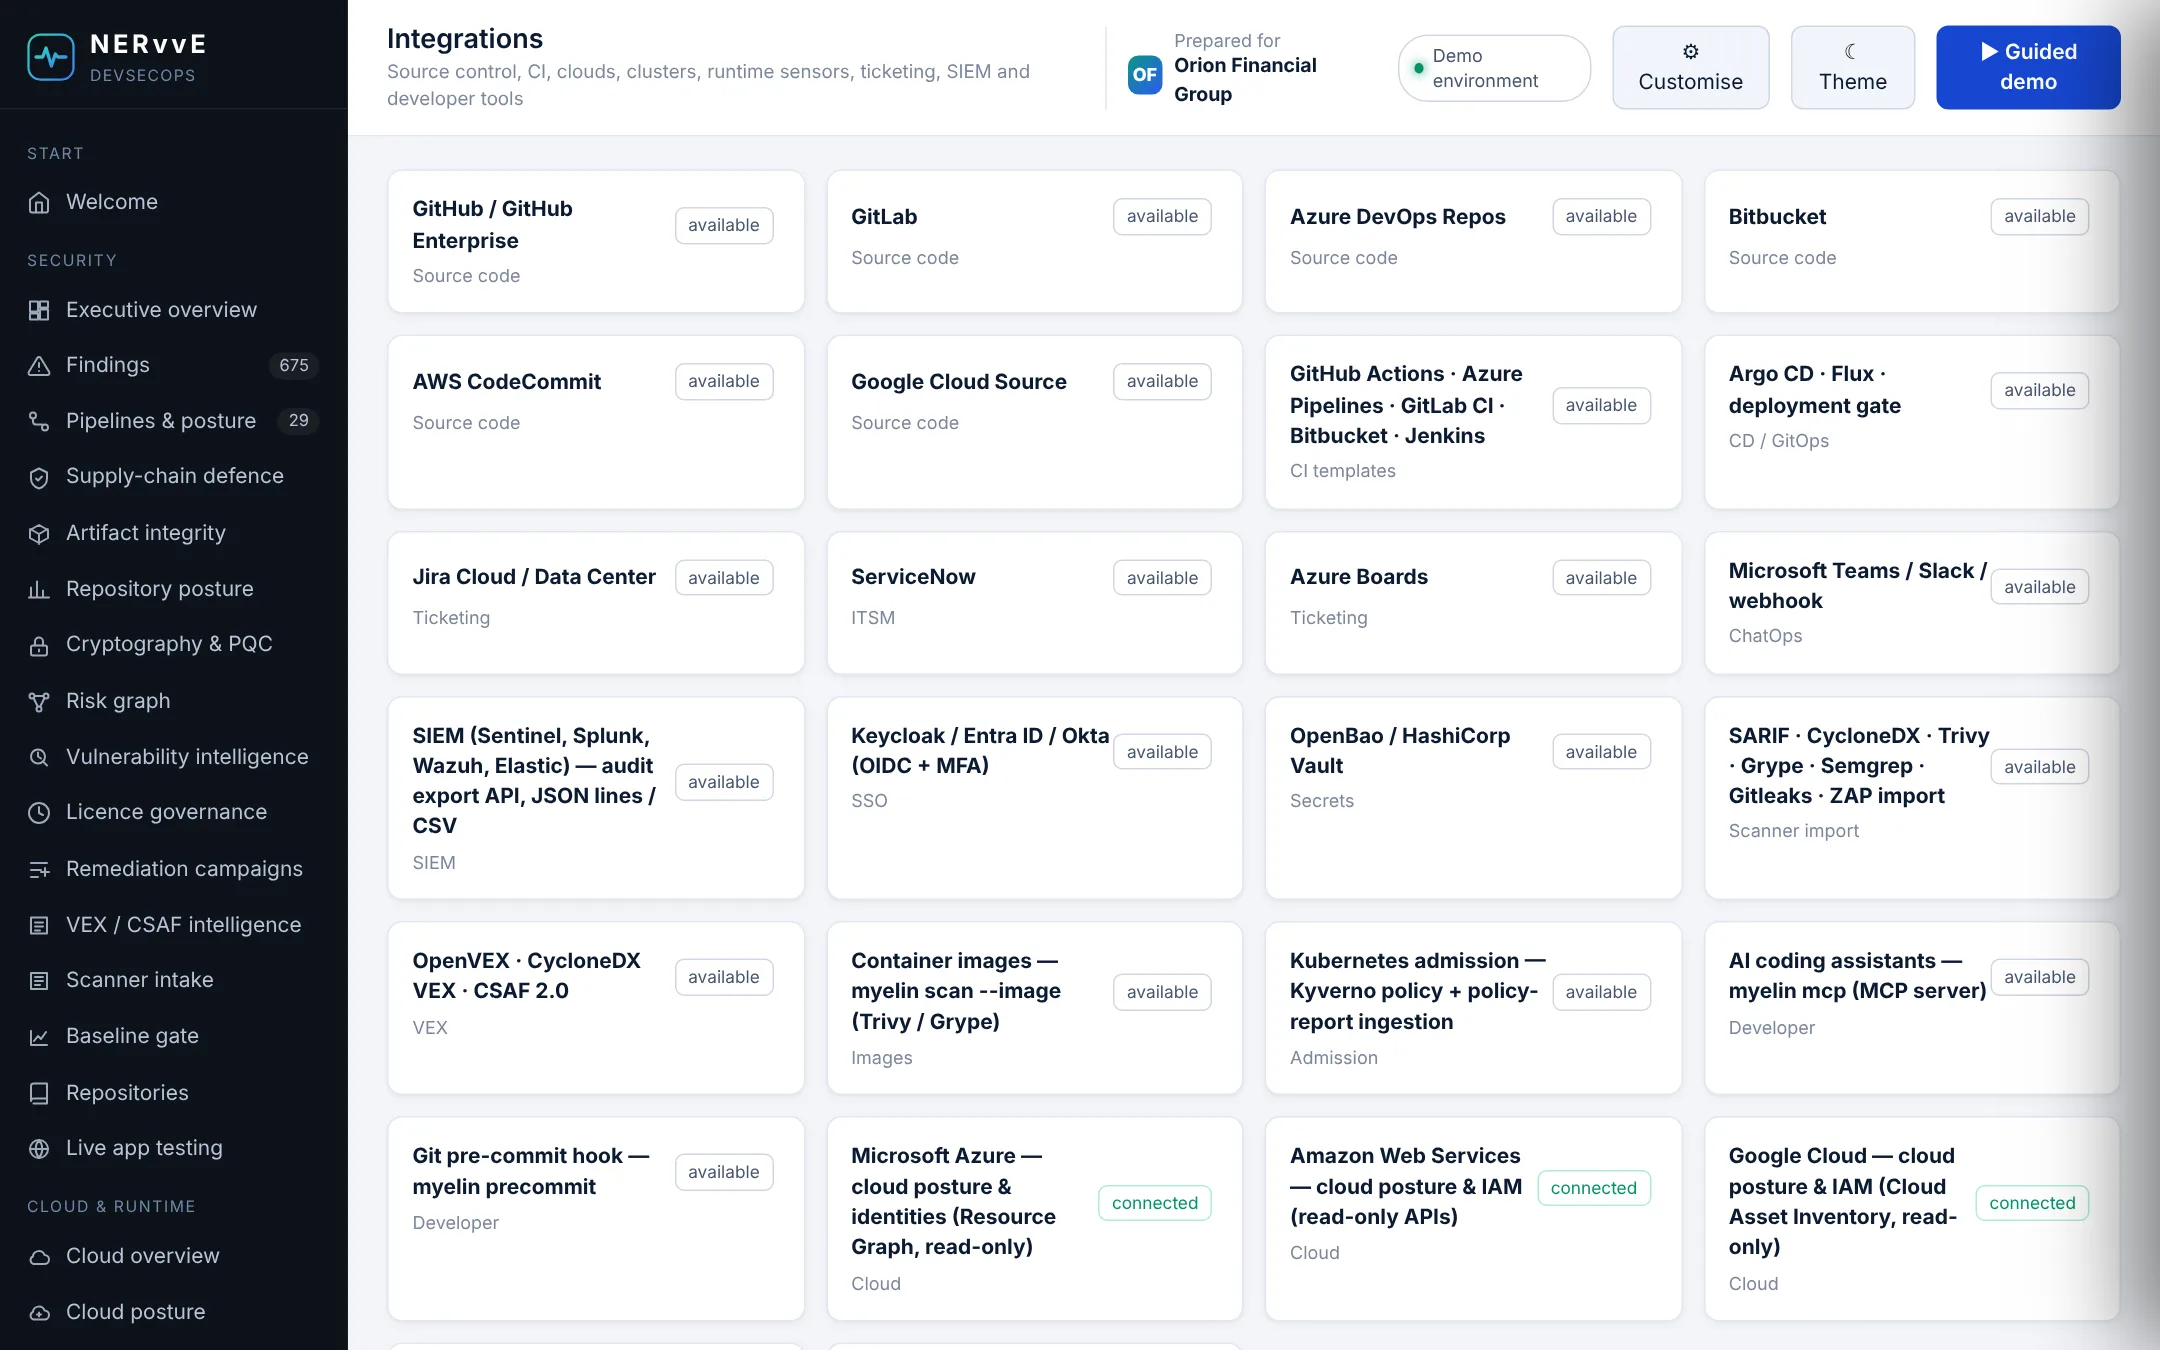 NERvvE
DEVSECOPS
START
Welcome
SECURITY
Executive overview
Findings 675
Pipelines & posture 29
Supply-chain defence
Artifact integrity
Repository posture
Cryptography & PQC
Risk graph
Vulnerability intelligence
Licence governance
Remediation campaigns
VEX / CSAF intelligence
Scanner intake
Baseline gate
Repositories
Live app testing
CLOUD & RUNTIME
Cloud overview
Cloud posture
Integrations
Source control, CI, clouds, clusters, runtime sensors, ticketing, SIEM and
developer tools
OF
Prepared for
Orion Financial
Group
Demo
environment
⚙
Customise
☾
Theme
▶ Guided
demo
GitHub / GitHub
Enterprise
available
Source code
GitLab
available
Source code
Azure DevOps Repos
available
Source code
Bitbucket
available
Source code
AWS CodeCommit
available
Source code
Google Cloud Source
available
Source code
GitHub Actions · Azure
Pipelines · GitLab CI ·
Bitbucket · Jenkins
available
CI templates
Argo CD · Flux ·
deployment gate
available
CD / GitOps
Jira Cloud / Data Center
available
Ticketing
ServiceNow
available
ITSM
Azure Boards
available
Ticketing
Microsoft Teams / Slack /
webhook
available
ChatOps
SIEM (Sentinel, Splunk,
Wazuh, Elastic) — audit
export API, JSON lines /
CSV
available
SIEM
Keycloak / Entra ID / Okta
(OIDC + MFA)
available
SSO
OpenBao / HashiCorp
Vault
available
Secrets
SARIF · CycloneDX · Trivy
· Grype · Semgrep ·
Gitleaks · ZAP import
available
Scanner import
OpenVEX · CycloneDX
VEX · CSAF 2.0
available
VEX
Container images —
myelin scan --image
(Trivy / Grype)
available
Images
Kubernetes admission —
Kyverno policy + policy-
report ingestion
available
Admission
AI coding assistants —
myelin mcp (MCP server)
available
Developer
Git pre-commit hook —
myelin precommit
available
Developer
Microsoft Azure —
cloud posture &
identities (Resource
Graph, read-only)
connected
Cloud
Amazon Web Services
— cloud posture & IAM
(read-only APIs)
connected
Cloud
Google Cloud — cloud
posture & IAM (Cloud
Asset Inventory, read-
only)
connected
Cloud